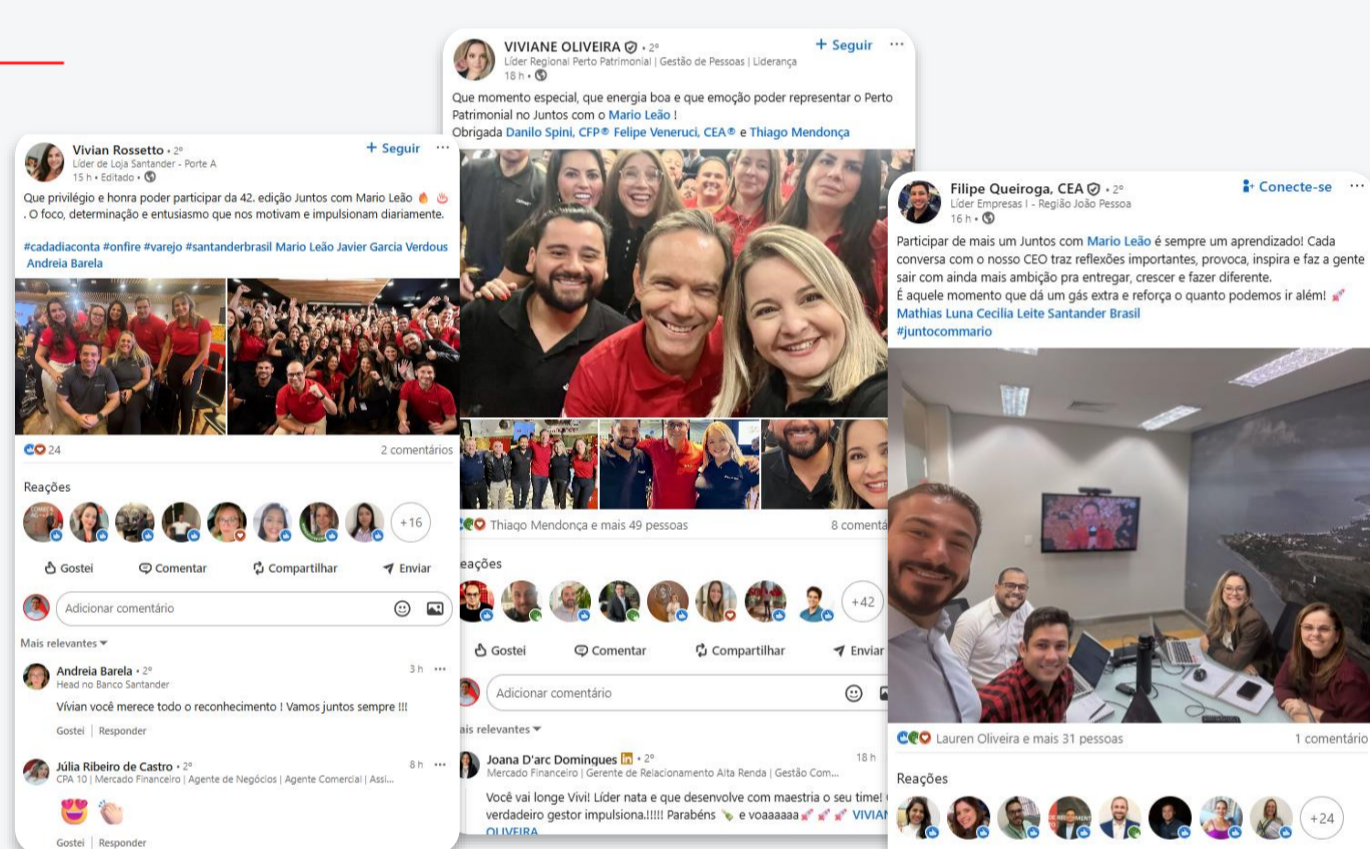 Vivian Rossetto • 2º
+ Seguir
Líder de Loja Santander - Porte A
15 h • Editado •
Que privilégio e honra poder participar da 42. edição Juntos com Mario Leão 🔥 ♨
. O foco, determinação e entusiasmo que nos motivam e impulsionam diariamente.
#cadadiaconta #onfire #varejo #santanderbrasil Mario Leão Javier Garcia Verdous
Andreia Barela
24
2 comentários
Reações
+16
Gostei
Comentar
Compartilhar
Enviar
Adicionar comentário
Mais relevantes
Andreia Barela • 2º
3 h
Head no Banco Santander
Vívian você merece todo o reconhecimento ! Vamos juntos sempre !!!
Gostei | Responder
Júlia Ribeiro de Castro • 2º
8 h
CPA 10 | Mercado Financeiro | Agente de Negócios | Agente Comercial | Assi...
😍 👏🏻
Gostei | Responder
VIVIANE OLIVEIRA • 2º
+ Seguir
Líder Regional Perto Patrimonial | Gestão de Pessoas | Liderança
18 h •
Que momento especial, que energia boa e que emoção poder representar o Perto
Patrimonial no Juntos com o Mario Leão !
Obrigada Danilo Spini, CFP® Felipe Veneruci, CEA® e Thiago Mendonça
Thiago Mendonça e mais 49 pessoas
8 comentá
eações
+42
Gostei
Comentar
Compartilhar
Enviar
Adicionar comentário
ais relevantes
Joana D'arc Domingues in • 2º
18 h
Mercado Financeiro | Gerente de Relacionamento Alta Renda | Gestão Com...
Você vai longe Vivi! Líder nata e que desenvolve com maestria o seu time!
verdadeiro gestor impulsiona.!!!!! Parabéns 🍾 e voaaaaaa🚀 🚀 🚀 VIVIAN
OLIVEIRA
Filipe Queiroga, CEA • 2º
Conecte-se
Líder Empresas I - Região João Pessoa
16 h •
Participar de mais um Juntos com Mario Leão é sempre um aprendizado! Cada
conversa com o nosso CEO traz reflexões importantes, provoca, inspira e faz a gente
sair com ainda mais ambição pra entregar, crescer e fazer diferente.
É aquele momento que dá um gás extra e reforça o quanto podemos ir além! 🚀
Mathias Luna Cecilia Leite Santander Brasil
#juntocommario
Lauren Oliveira e mais 31 pessoas
1 comentário
Reações
+24